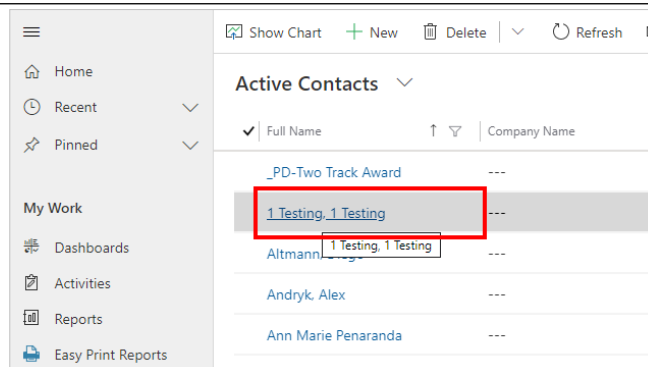 Show Chart New Delete Refresh
Home
Recent
Pinned
My Work
Dashboards
Activities
Reports
Easy Print Reports
Active Contacts
Full Name Company Name
_PD-Two Track Award ---
1 Testing, 1 Testing ---
1 Testing, 1 Testing
Altmann,
Andryk, Alex ---
Ann Marie Penaranda ---